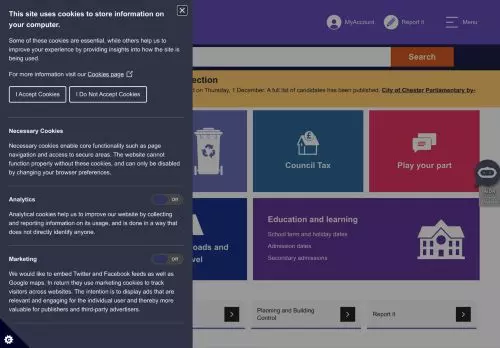 This site uses cookies to store information on
your computer.
Some of these cookies are essential, while others help us to
improve your experience by providing insights into how the site is
being used.
For more information visit our Cookies page
I Accept Cookies
I Do Not Accept Cookies
Necessary Cookies
Necessary cookies enable core functionality such as page
navigation and access to secure areas. The website cannot
function properly without these cookies, and can only be disabled
by changing your browser preferences.
Analytics
Off
Analytical cookies help us to improve our website by collecting
and reporting information on its usage, and is done in a way that
does not directly identify anyone.
Marketing
Off
We would like to embed Twitter and Facebook feeds as well as
Google maps. In return they use marketing cookies to track
visitors across websites. The intention is to display ads that are
relevant and engaging for the individual user and thereby more
valuable for publishers and third-party advertisers.
MyAccount
Report it
Menu
Search
ection
d on Thursday, 1 December. A full list of candidates has been published. City of Chester Parliamentary by-
Council Tax
Play your part
oads and
vel
Education and learning
School term and holiday dates
Admission dates
Secondary admissions
Planning and Building
Control
Report it